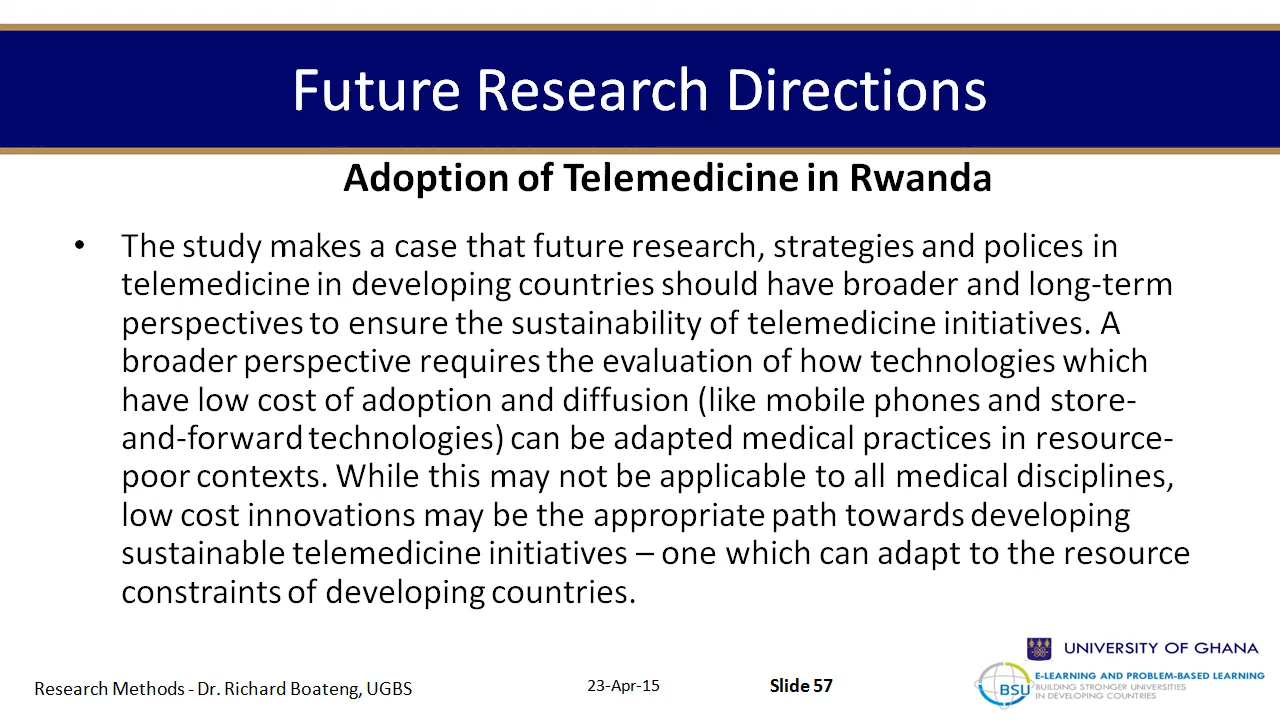 Future Research Directions
Adoption of Telemedicine in Rwanda
• The study makes a case that future research, strategies and polices in
telemedicine in developing countries should have broader and long-term
perspectives to ensure the sustainability of telemedicine initiatives. A
broader perspective requires the evaluation of how technologies which
have low cost of adoption and diffusion (like mobile phones and store-
and-forward technologies) can be adapted medical practices in resource-
poor contexts. While this may not be applicable to all medical disciplines,
low cost innovations may be the appropriate path towards developing
sustainable telemedicine initiatives – one which can adapt to the resource
constraints of developing countries.
UNIVERSITY OF GHANA
BSU
E-LEARNING AND PROBLEM-BASED LEARNING
BUILDING STRONGER UNIVERSITIES
IN DEVELOPING COUNTRIES
Research Methods - Dr. Richard Boateng, UGBS
23-Apr-15
Slide 57